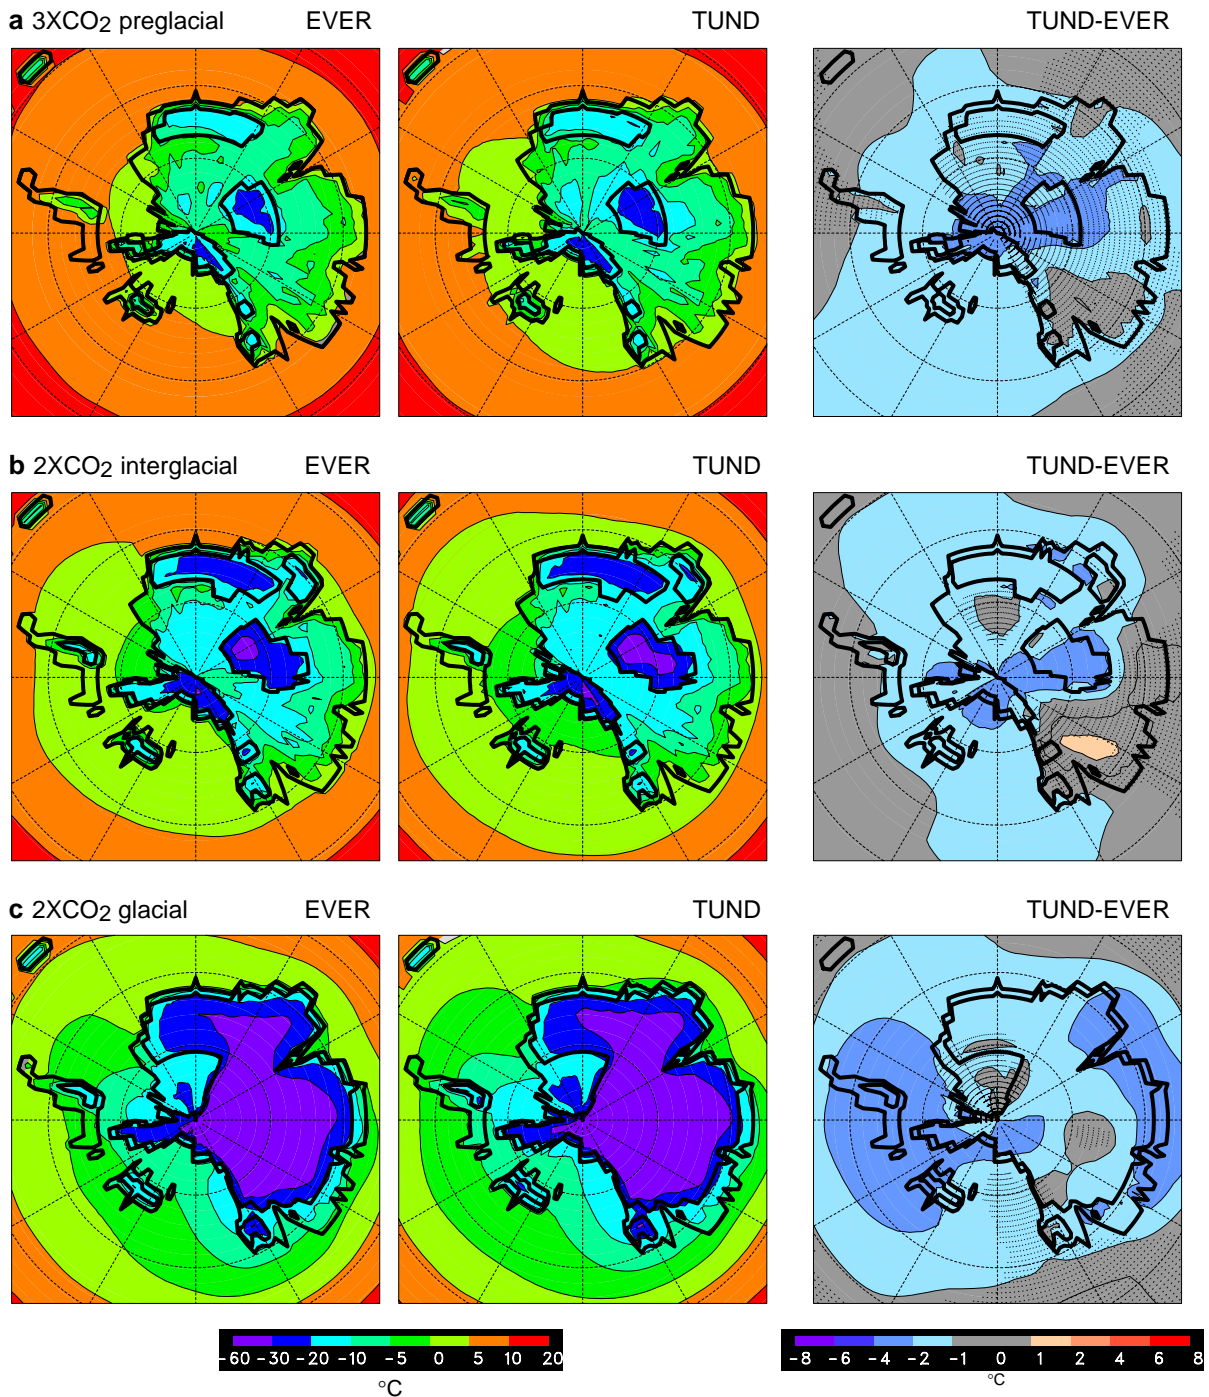 a 3XCO2 preglacial EVER TUND TUND-EVER
b 2XCO2 interglacial EVER TUND TUND-EVER
c 2XCO2 glacial EVER TUND TUND-EVER
-60 -30 -20 -10 -5 0 5 10 20
°C
-8 -6 -4 -2 -1 0 1 2 4 6 8
°C